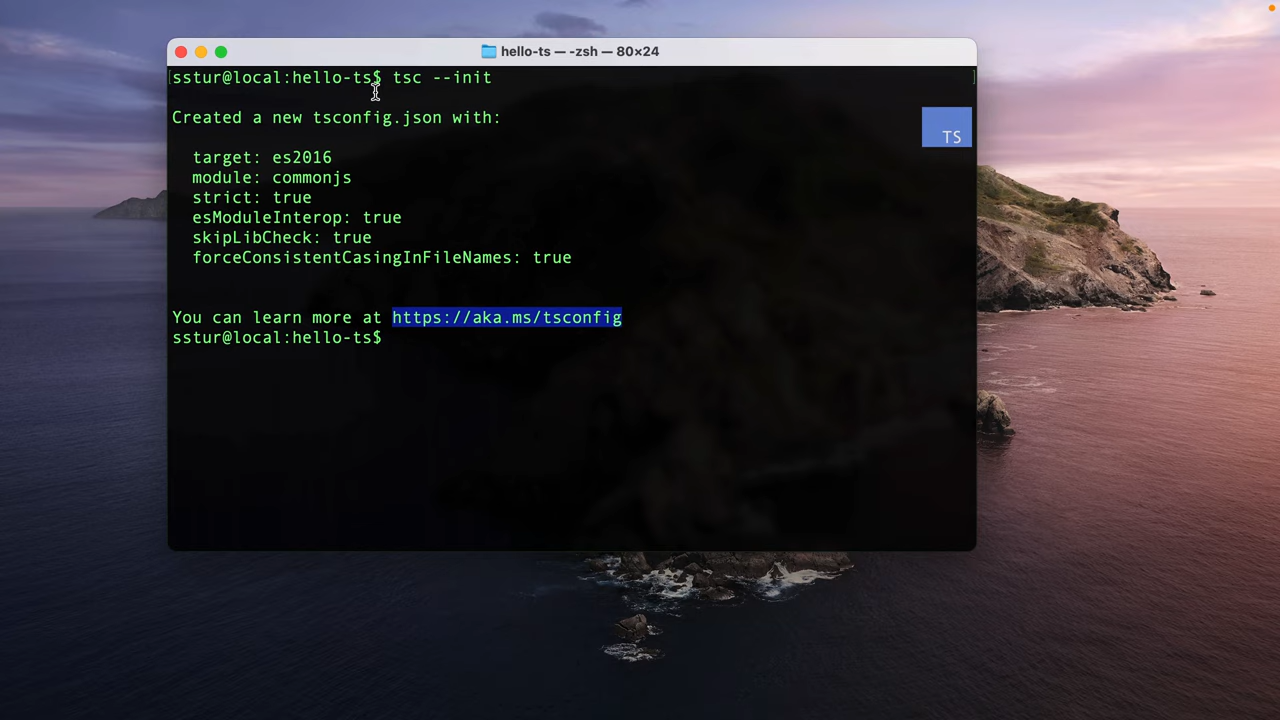 hello-ts — -zsh — 80×24
sstur@local:hello-ts$ tsc --init
Created a new tsconfig.json with:
TS
target: es2016
module: commonjs
strict: true
esModuleInterop: true
skipLibCheck: true
forceConsistentCasingInFileNames: true
You can learn more at https://aka.ms/tsconfig
sstur@local:hello-ts$